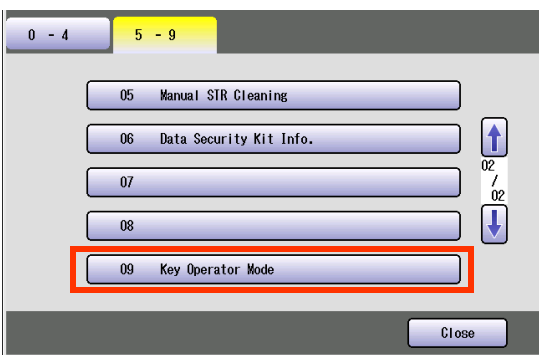 0 - 4
5 - 9
05 Manual STR Cleaning
06 Data Security Kit Info.
07
08
09 Key Operator Mode
02
/
02
Close